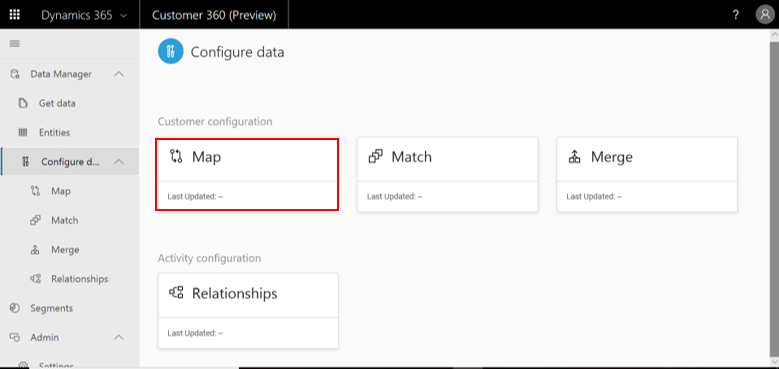 Dynamics 365
Customer 360 (Preview)
?
Data Manager
Get data
Entities
Configure d...
Map
Match
Merge
Relationships
Segments
Admin
Settings
Configure data
Customer configuration
Map
Last Updated: –
Match
Last Updated: –
Merge
Last Updated: –
Activity configuration
Relationships
Last Updated: –